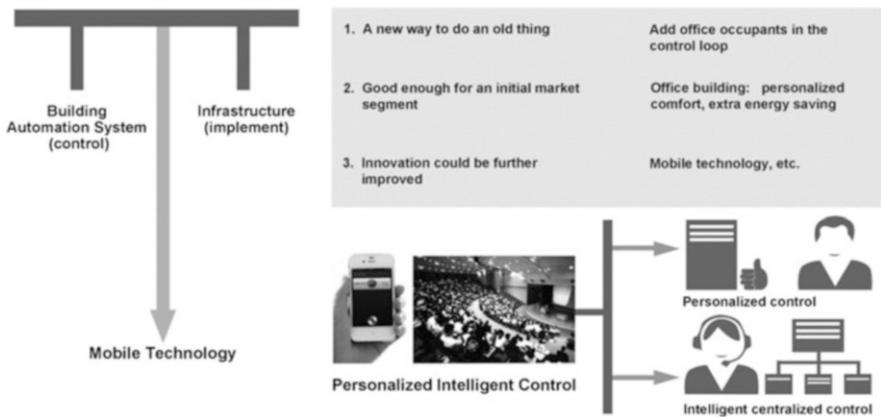 Building
Automation System
(control)
Infrastructure
(implement)
Mobile Technology
1. A new way to do an old thing
Add office occupants in the
control loop
2. Good enough for an initial market
segment
Office building: personalized
comfort, extra energy saving
3. Innovation could be further
improved
Mobile technology, etc.
Personalized Intelligent Control
Personalized control
Intelligent centralized control